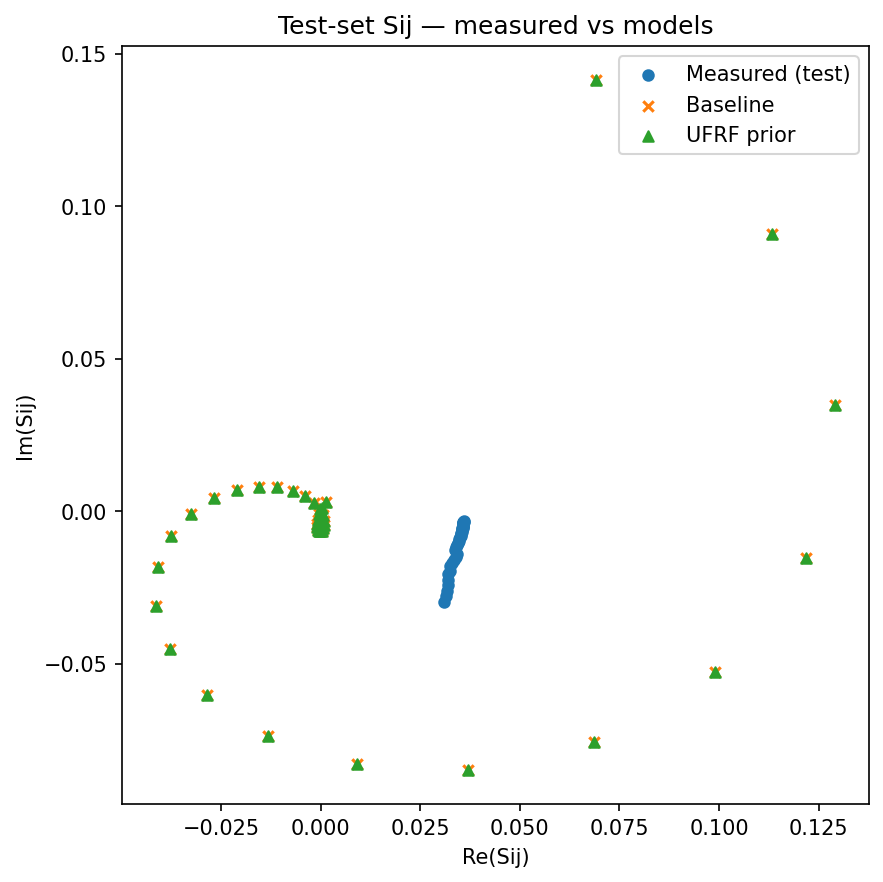 Test-set Sij — measured vs models
Measured (test)
Baseline
UFRF prior
0.15
0.10
0.05
0.00
−0.05
Im(Sij)
−0.025 0.000 0.025 0.050 0.075 0.100 0.125
Re(Sij)